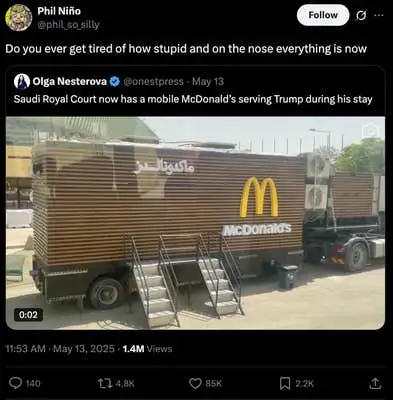 Phil Niño
@phil_so_silly
Follow
Do you ever get tired of how stupid and on the nose everything is now
Olga Nesterova @onestpress · May 13
Saudi Royal Court now has a mobile McDonald's serving Trump during his stay
ماكدونالدز
McDonald's
0:02
11:53 AM · May 13, 2025 · 1.4M Views
140 4.8K 85K 2.2K